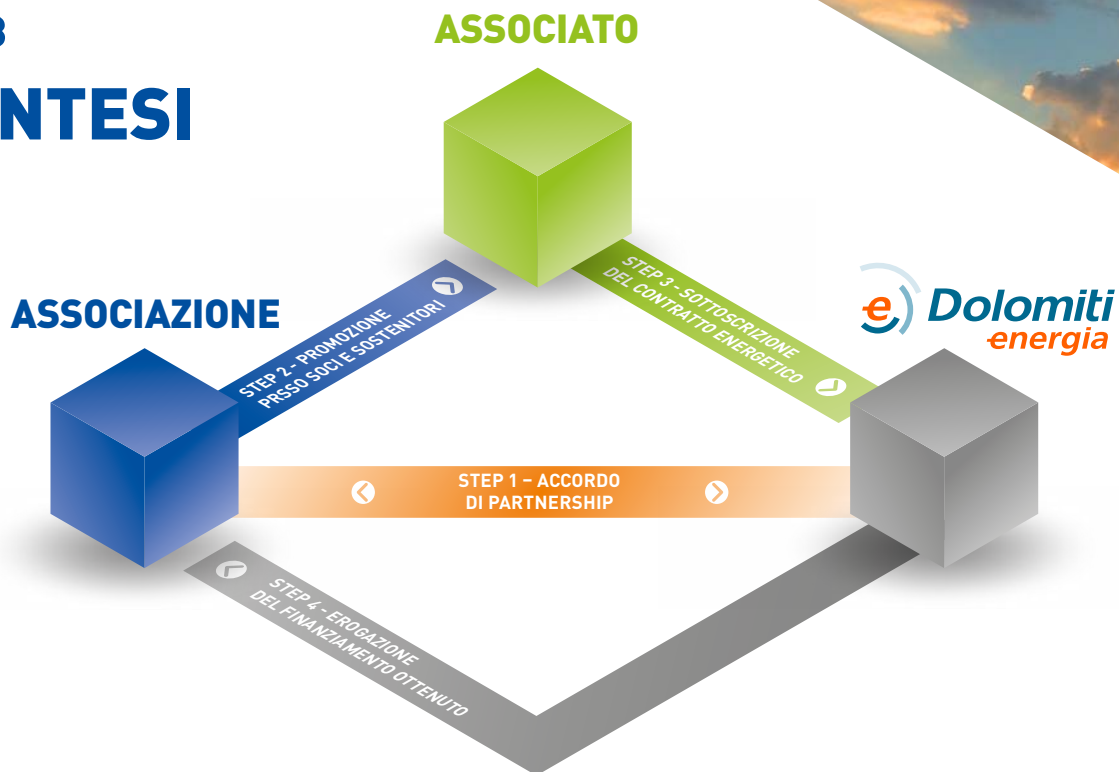 ASSOCIATO
NTESI
ASSOCIAZIONE
e) Dolomiti
energia
STEP 2 - PROMOZIONE
PRSSO SOCI E SOSTENITORI
STEP 3 - SOTTOSCRIZIONE
DEL CONTRATTO ENERGETICO
STEP 1 – ACCORDO
DI PARTNERSHIP
STEP 4 - EROGAZIONE
DEL FINANZIAMENTO OTTENUTO